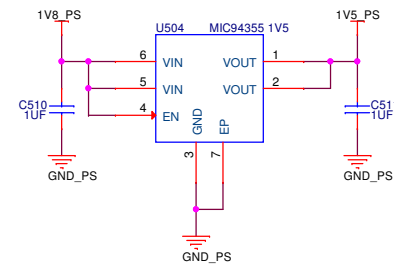 1V8_PS
U504 MIC94355 1V5
1V5_PS
6 VIN VOUT 1
5 VIN VOUT 2
4 EN
C510
1UF
C51
1UF
GND EP
3 7
GND_PS
GND_PS
GND_PS